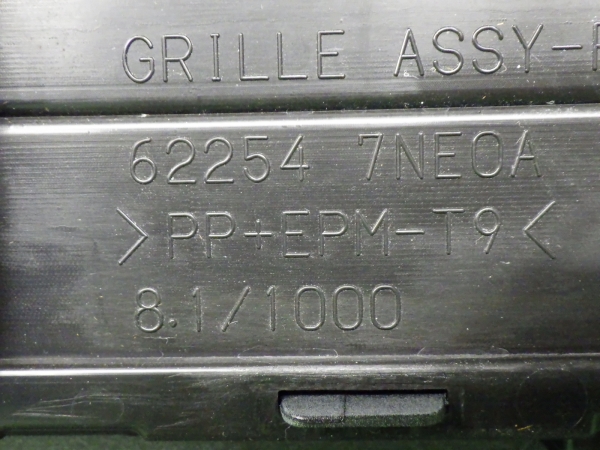 GRILLE ASSY-F
62254 7NE0A
>PP+EPM-T9<
8.1/1000